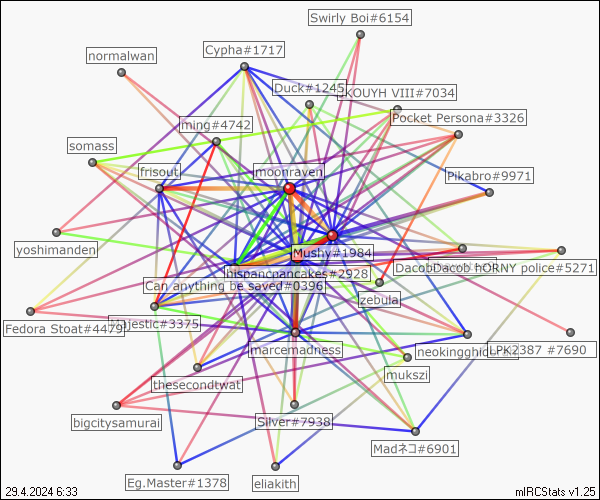 Swirly Boi#6154
Cypha#1717
normalwan
Duck#1245
KOUYH VIII#7034
Pocket Persona#3326
ming#4742
somass
frisout
moonraven
Pikabro#9971
yoshimanden
Mushy#1984
hispancpancakes#2928
DacobDacob
hORNY police#5271
Can anything be saved#0396
zebula
Fedora Stoat#4479
Majestic#3375
marcemadness
LPK2387 #7690
mukszi
thesecondtwat
bigcitysamurai
Silver#7938
Madネコ#6901
Eg.Master#1378
eliakith
29.4.2024 6:33
mIRCStats v1.25